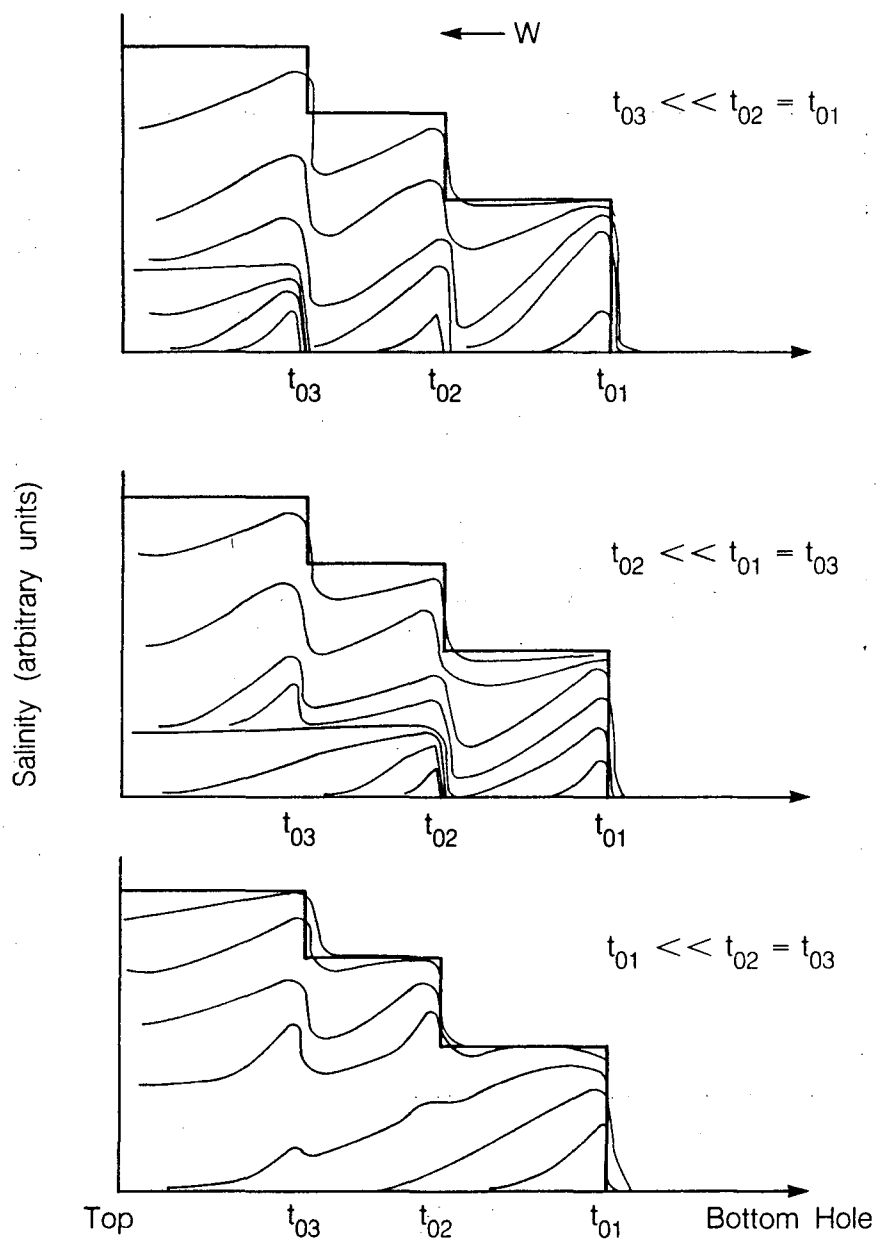 ← W
t03 << t02 = t01
t03 t02 t01
Salinity (arbitrary units)
t02 << t01 = t03
t03 t02 t01
t01 << t02 = t03
Top t03 t02 t01 Bottom Hole